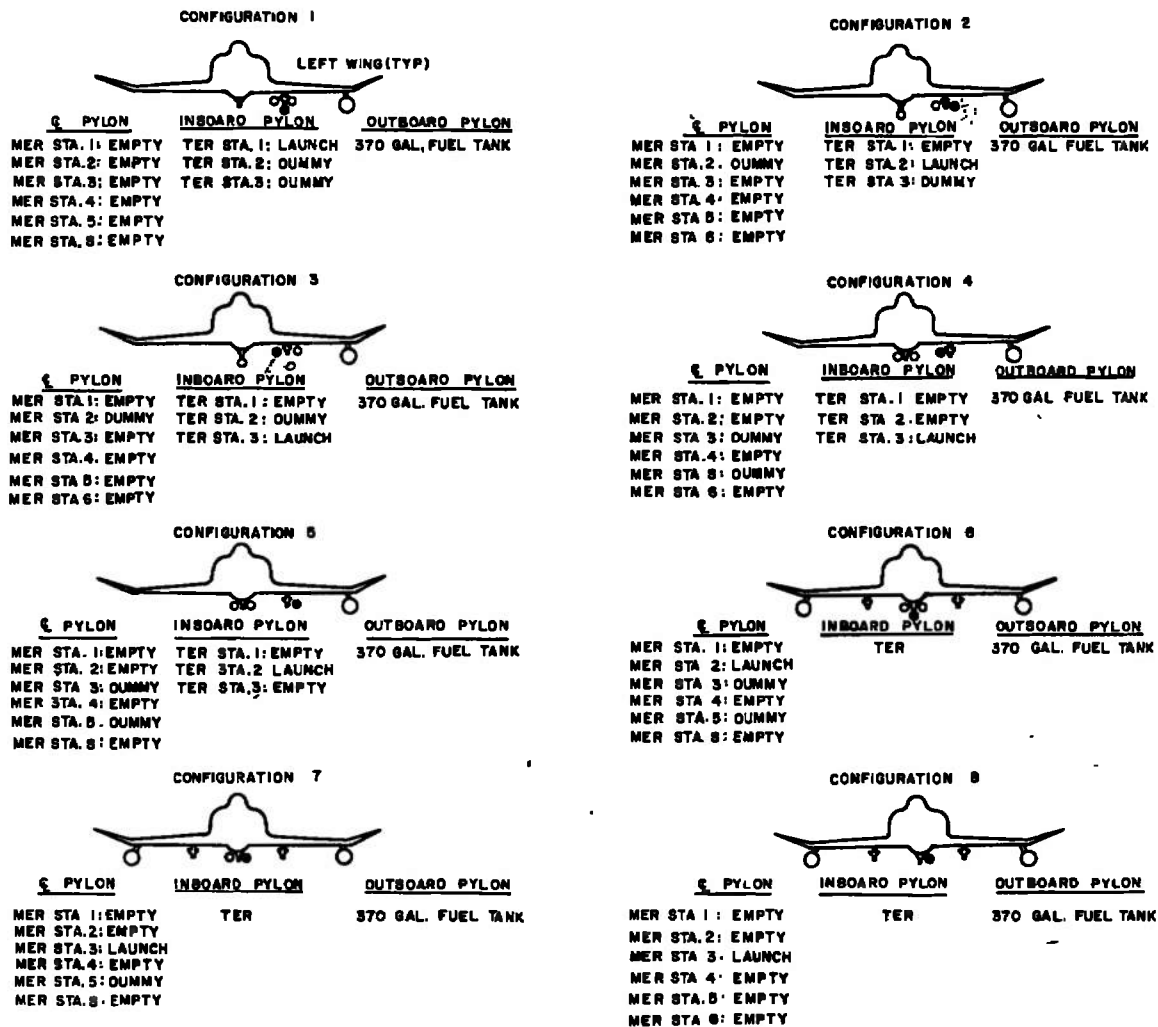 CONFIGURATION 1
LEFT WING (TYP)
℄ PYLON INBOARD PYLON OUTBOARD PYLON
MER STA. 1: EMPTY TER STA. 1: LAUNCH 370 GAL. FUEL TANK
MER STA. 2: EMPTY TER STA. 2: DUMMY
MER STA. 3: EMPTY TER STA. 3: DUMMY
MER STA. 4: EMPTY
MER STA. 5: EMPTY
MER STA. 6: EMPTY
CONFIGURATION 2
℄ PYLON INBOARD PYLON OUTBOARD PYLON
MER STA 1: EMPTY TER STA. 1: EMPTY 370 GAL FUEL TANK
MER STA. 2. DUMMY TER STA. 2: LAUNCH
MER STA. 3: EMPTY TER STA 3: DUMMY
MER STA. 4. EMPTY
MER STA 5: EMPTY
MER STA 6: EMPTY
CONFIGURATION 3
℄ PYLON INBOARD PYLON OUTBOARD PYLON
MER STA. 1: EMPTY TER STA. 1: EMPTY 370 GAL. FUEL TANK
MER STA 2: DUMMY TER STA. 2: DUMMY
MER STA. 3: EMPTY TER STA. 3: LAUNCH
MER STA. 4. EMPTY
MER STA 5: EMPTY
MER STA 6: EMPTY
CONFIGURATION 4
℄ PYLON INBOARD PYLON OUTBOARD PYLON
MER STA. 1: EMPTY TER STA. 1 EMPTY 370 GAL FUEL TANK
MER STA. 2: EMPTY TER STA 2. EMPTY
MER STA 3: DUMMY TER STA. 3: LAUNCH
MER STA. 4: EMPTY
MER STA 5: DUMMY
MER STA 6: EMPTY
CONFIGURATION 5
℄ PYLON INBOARD PYLON OUTBOARD PYLON
MER STA. 1: EMPTY TER STA. 1: EMPTY 370 GAL. FUEL TANK
MER STA. 2: EMPTY TER STA. 2 LAUNCH
MER STA 3: DUMMY TER STA. 3: EMPTY
MER STA. 4: EMPTY
MER STA. 5. DUMMY
MER STA. 6: EMPTY
CONFIGURATION 6
℄ PYLON INBOARD PYLON OUTBOARD PYLON
MER STA. 1: EMPTY TER 370 GAL. FUEL TANK
MER STA 2: LAUNCH
MER STA 3: DUMMY
MER STA 4: EMPTY
MER STA. 5: DUMMY
MER STA. 6: EMPTY
CONFIGURATION 7
℄ PYLON INBOARD PYLON OUTBOARD PYLON
MER STA 1: EMPTY TER 370 GAL. FUEL TANK
MER STA. 2: EMPTY
MER STA. 3: LAUNCH
MER STA. 4: EMPTY
MER STA. 5: DUMMY
MER STA. 6. EMPTY
CONFIGURATION 8
℄ PYLON INBOARD PYLON OUTBOARD PYLON
MER STA 1: EMPTY TER 370 GAL. FUEL TANK
MER STA. 2: EMPTY
MER STA 3. LAUNCH
MER STA 4. EMPTY
MER STA. 5. EMPTY
MER STA 6: EMPTY